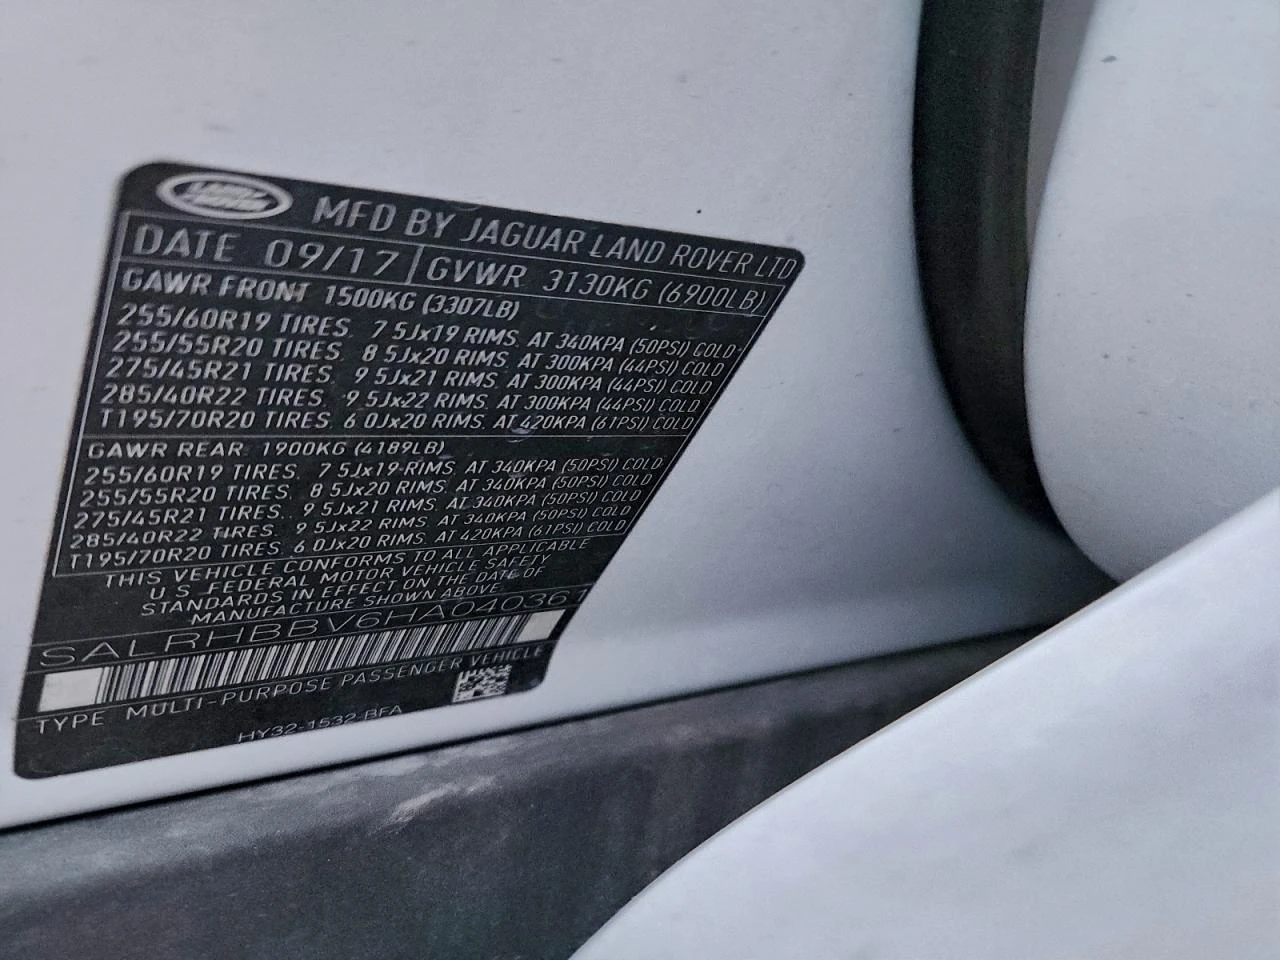 LAND ROVER
MFD BY JAGUAR LAND ROVER LTD
DATE 09/17 GVWR 3130KG (6900LB)
GAWR FRONT 1500KG (3307LB)
255/60R19 TIRES. 7 5Jx19 RIMS. AT 340KPA (50PSI) COLD
255/55R20 TIRES. 8 5Jx20 RIMS. AT 300KPA (44PSI) COLD
275/45R21 TIRES. 9 5Jx21 RIMS. AT 300KPA (44PSI) COLD
285/40R22 TIRES. 9 5Jx22 RIMS. AT 300KPA (44PSI) COLD
T195/70R20 TIRES. 6 0Jx20 RIMS. AT 420KPA (61PSI) COLD
GAWR REAR 1900KG (4189LB)
255/60R19 TIRES. 7 5Jx19 RIMS. AT 340KPA (50PSI) COLD
255/55R20 TIRES. 8 5Jx20 RIMS. AT 340KPA (50PSI) COLD
275/45R21 TIRES. 9 5Jx21 RIMS. AT 340KPA (50PSI) COLD
285/40R22 TIRES. 9 5Jx22 RIMS. AT 340KPA (50PSI) COLD
T195/70R20 TIRES. 6 0Jx20 RIMS. AT 420KPA (61PSI) COLD
THIS VEHICLE CONFORMS TO ALL APPLICABLE
U S FEDERAL MOTOR VEHICLE SAFETY
STANDARDS IN EFFECT ON THE DATE OF
MANUFACTURE SHOWN ABOVE
SALRHBBV6HA040361
TYPE MULTI-PURPOSE PASSENGER VEHICLE
HY32-1532-BFA